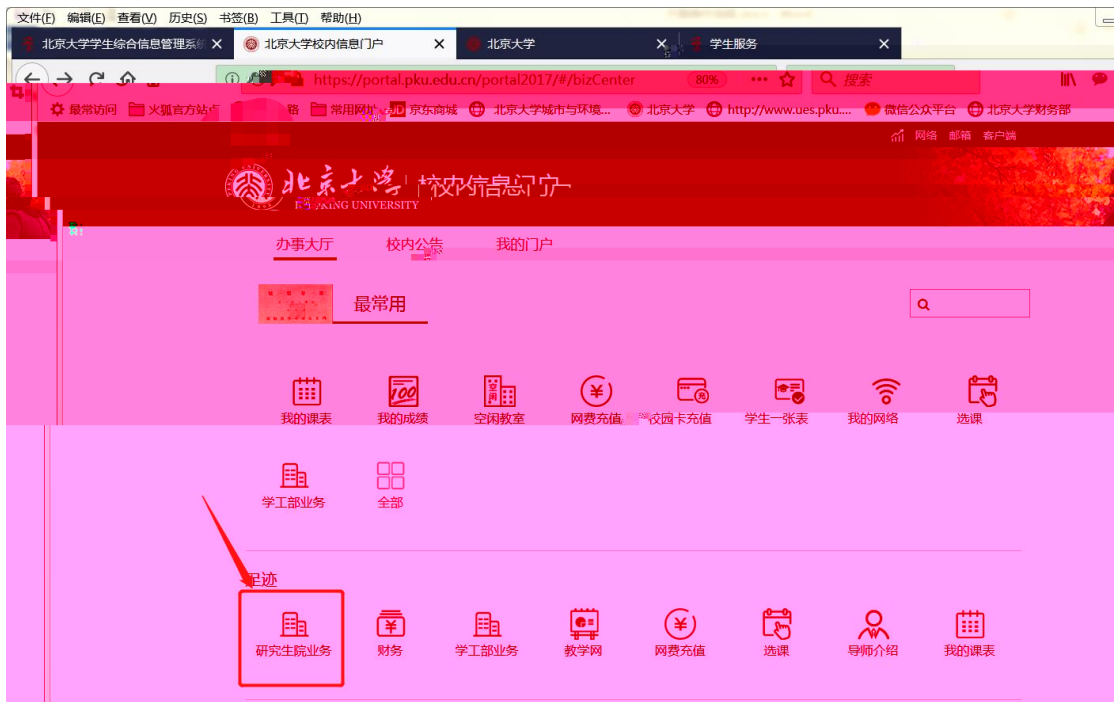 文件(F) 编辑(E) 查看(V) 历史(S) 书签(B) 工具(T) 帮助(H)
北京大学学生综合信息管理系统 北京大学校内信息门户 北京大学 学生服务
https://portal.pku.edu.cn/portal2017/#/bizCenter 80% 搜索
最常访问 火狐官方站点 常用网址 JD 京东商城 北京大学城市与环境... 北京大学 http://www.ues.pku.... 微信公众平台 北京大学财务部
网络 邮箱 客户端
北京大学 校内信息门户
PEKING UNIVERSITY
办事大厅 校内公告 我的门户
最常用
我的课表 我的成绩 空闲教室 网费充值 校园卡充值 学生一张表 我的网络 选课
学工部业务 全部
足迹
研究生院业务 财务 学工部业务 教学网 网费充值 选课 导师介绍 我的课表